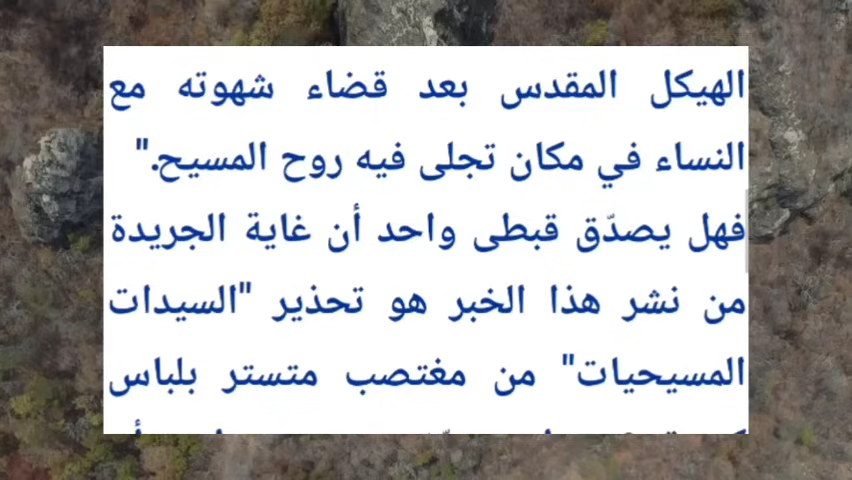 الهيكل المقدس بعد قضاء شهوته مع
النساء في مكان تجلى فيه روح المسيح."
فهل يصدّق قبطى واحد أن غاية الجريدة
من نشر هذا الخبر هو تحذير "السيدات
المسيحيات" من مغتصب متستر بلباس